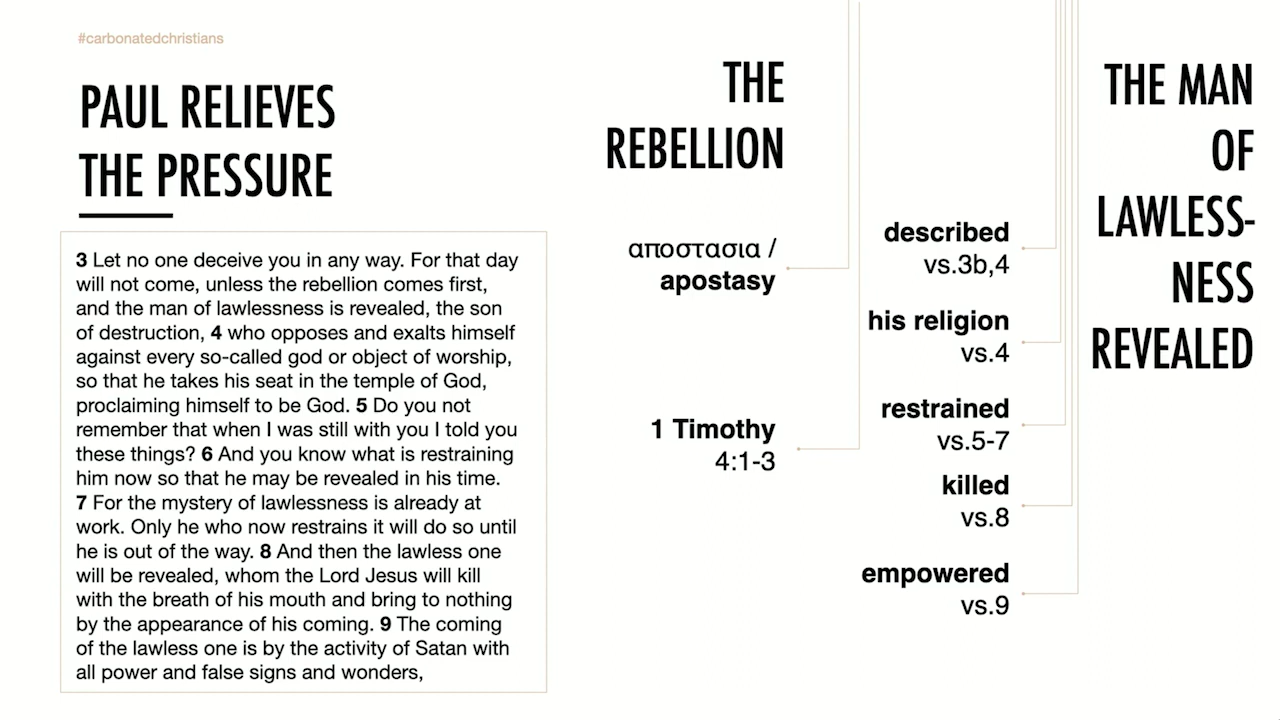 #carbonatedchristians
PAUL RELIEVES
THE PRESSURE
3 Let no one deceive you in any way. For that day
will not come, unless the rebellion comes first,
and the man of lawlessness is revealed, the son
of destruction, 4 who opposes and exalts himself
against every so-called god or object of worship,
so that he takes his seat in the temple of God,
proclaiming himself to be God. 5 Do you not
remember that when I was still with you I told you
these things? 6 And you know what is restraining
him now so that he may be revealed in his time.
7 For the mystery of lawlessness is already at
work. Only he who now restrains it will do so until
he is out of the way. 8 And then the lawless one
will be revealed, whom the Lord Jesus will kill
with the breath of his mouth and bring to nothing
by the appearance of his coming. 9 The coming
of the lawless one is by the activity of Satan with
all power and false signs and wonders,
THE
REBELLION
αποστασια /
apostasy
1 Timothy
4:1-3
described
vs.3b,4
his religion
vs.4
restrained
vs.5-7
killed
vs.8
empowered
vs.9
THE MAN
OF
LAWLESS-
NESS
REVEALED